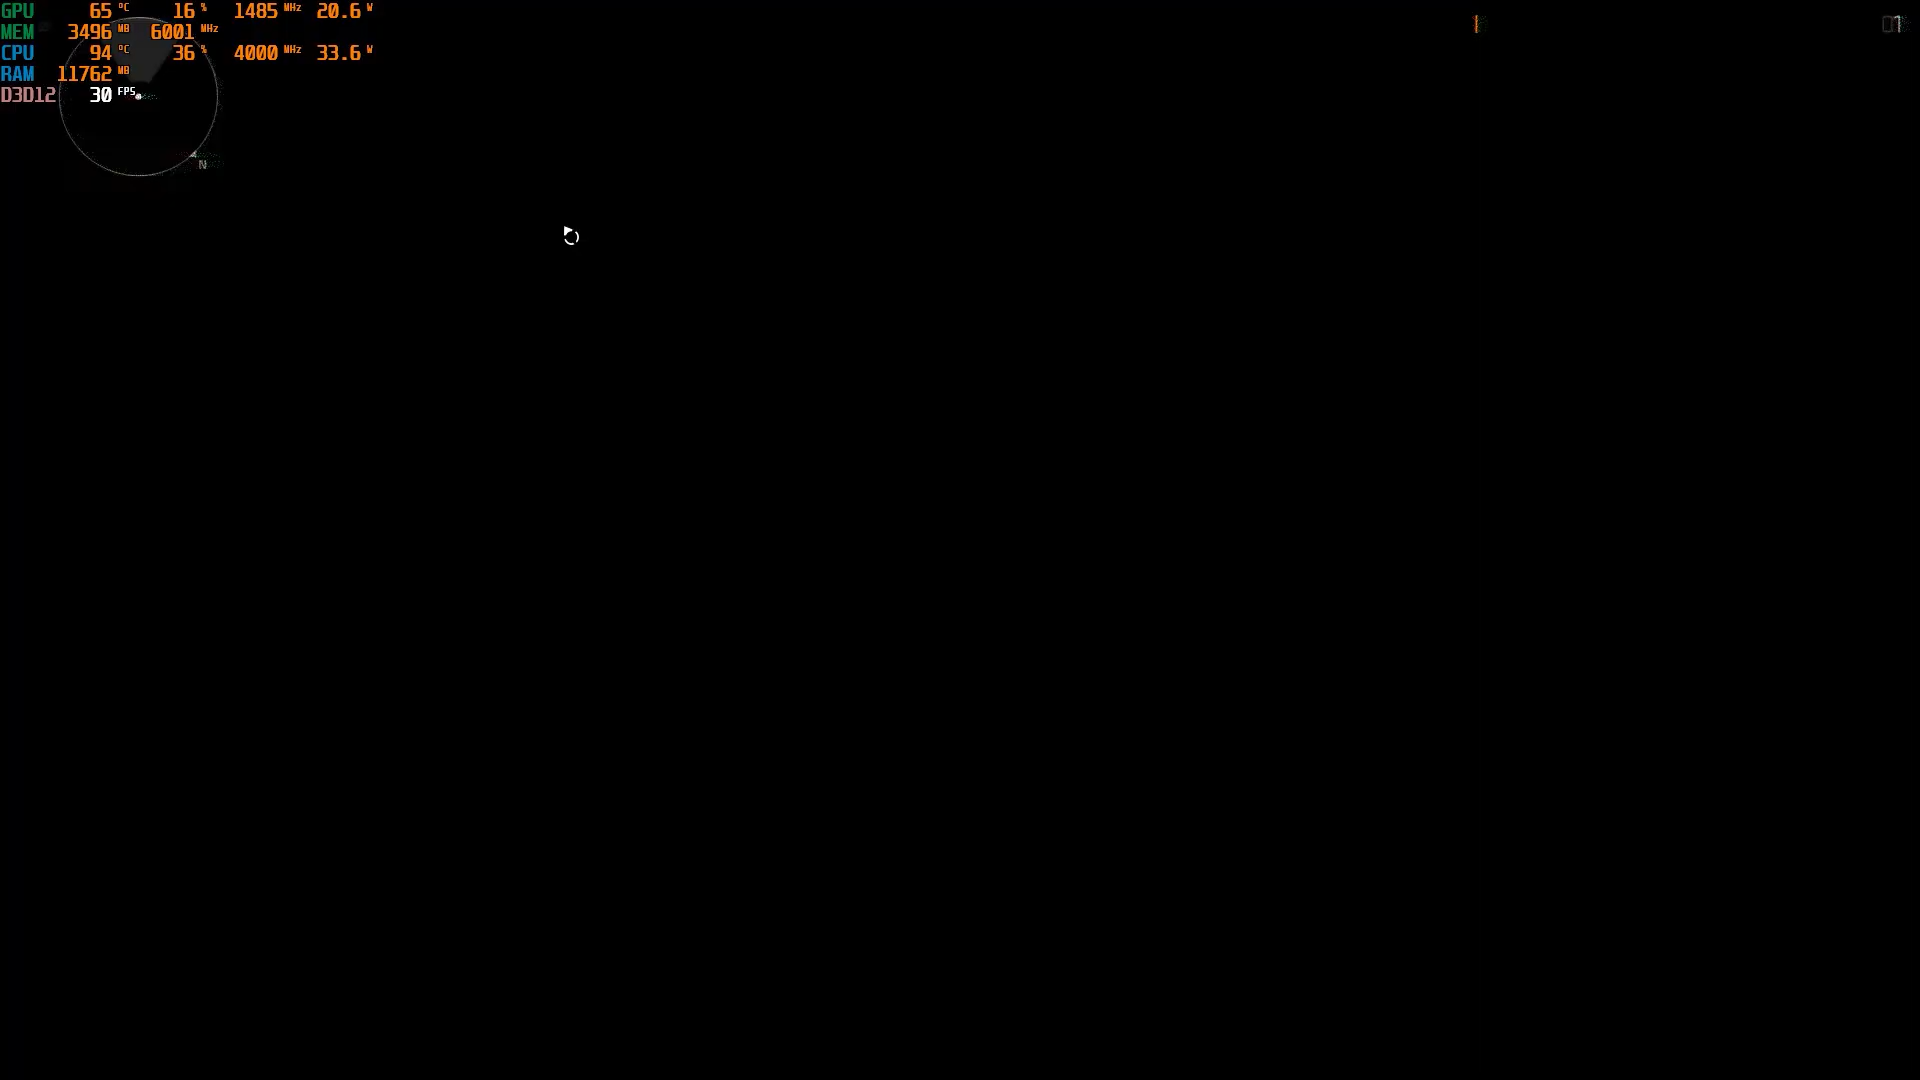 GPU 65 °C 16 % 1485 MHz 20.6 W
MEM 3496 MB 6001 MHz
CPU 94 °C 36 % 4000 MHz 33.6 W
RAM 11762 MB
D3D12 30 FPS
N